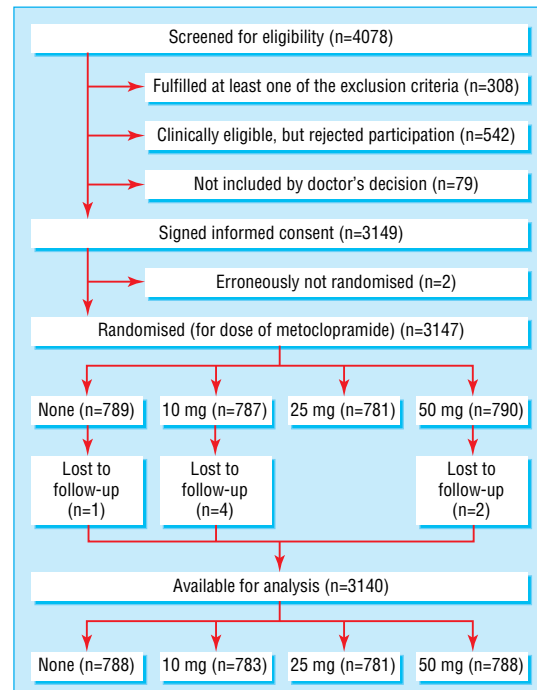 Screened for eligibility (n=4078)
Fulfilled at least one of the exclusion criteria (n=308)
Clinically eligible, but rejected participation (n=542)
Not included by doctor's decision (n=79)
Signed informed consent (n=3149)
Erroneously not randomised (n=2)
Randomised (for dose of metoclopramide) (n=3147)
None (n=789)
10 mg (n=787)
25 mg (n=781)
50 mg (n=790)
Lost to
follow-up
(n=1)
Lost to
follow-up
(n=4)
Lost to
follow-up
(n=2)
Available for analysis (n=3140)
None (n=788)
10 mg (n=783)
25 mg (n=781)
50 mg (n=788)